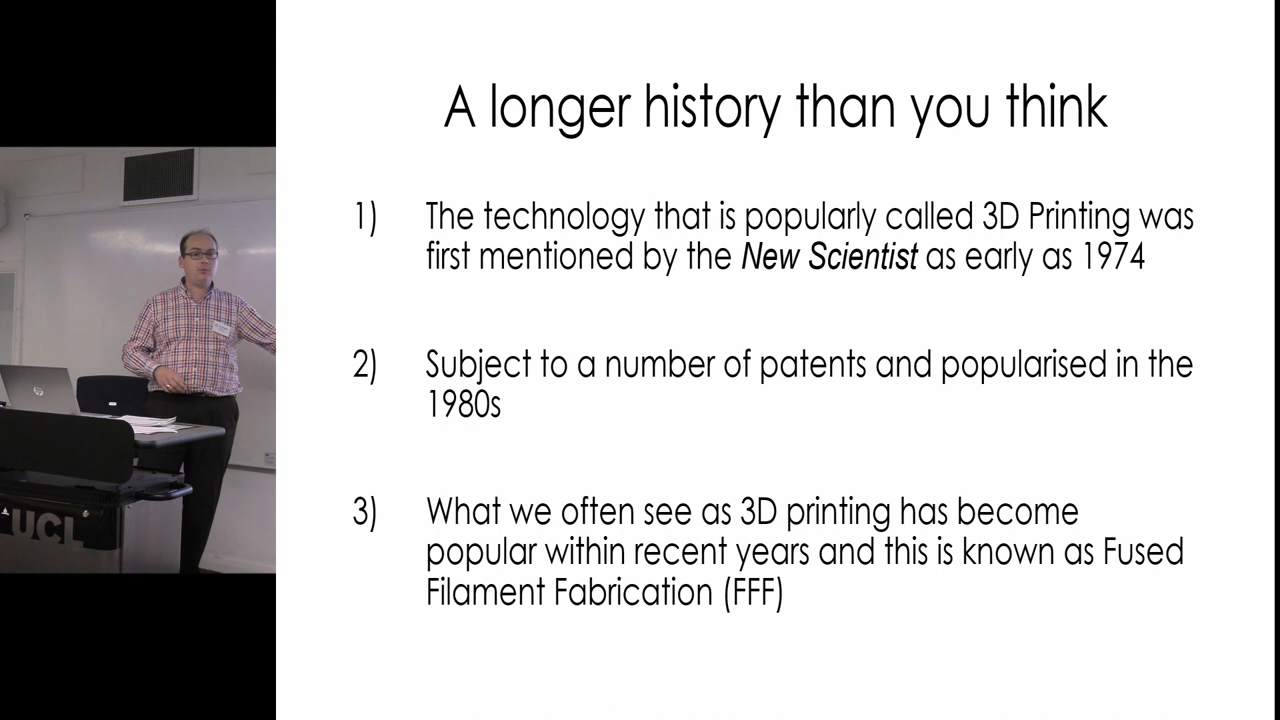 A longer history than you think
1) The technology that is popularly called 3D Printing was
first mentioned by the New Scientist as early as 1974
2) Subject to a number of patents and popularised in the
1980s
3) What we often see as 3D printing has become
popular within recent years and this is known as Fused
Filament Fabrication (FFF)
UCL